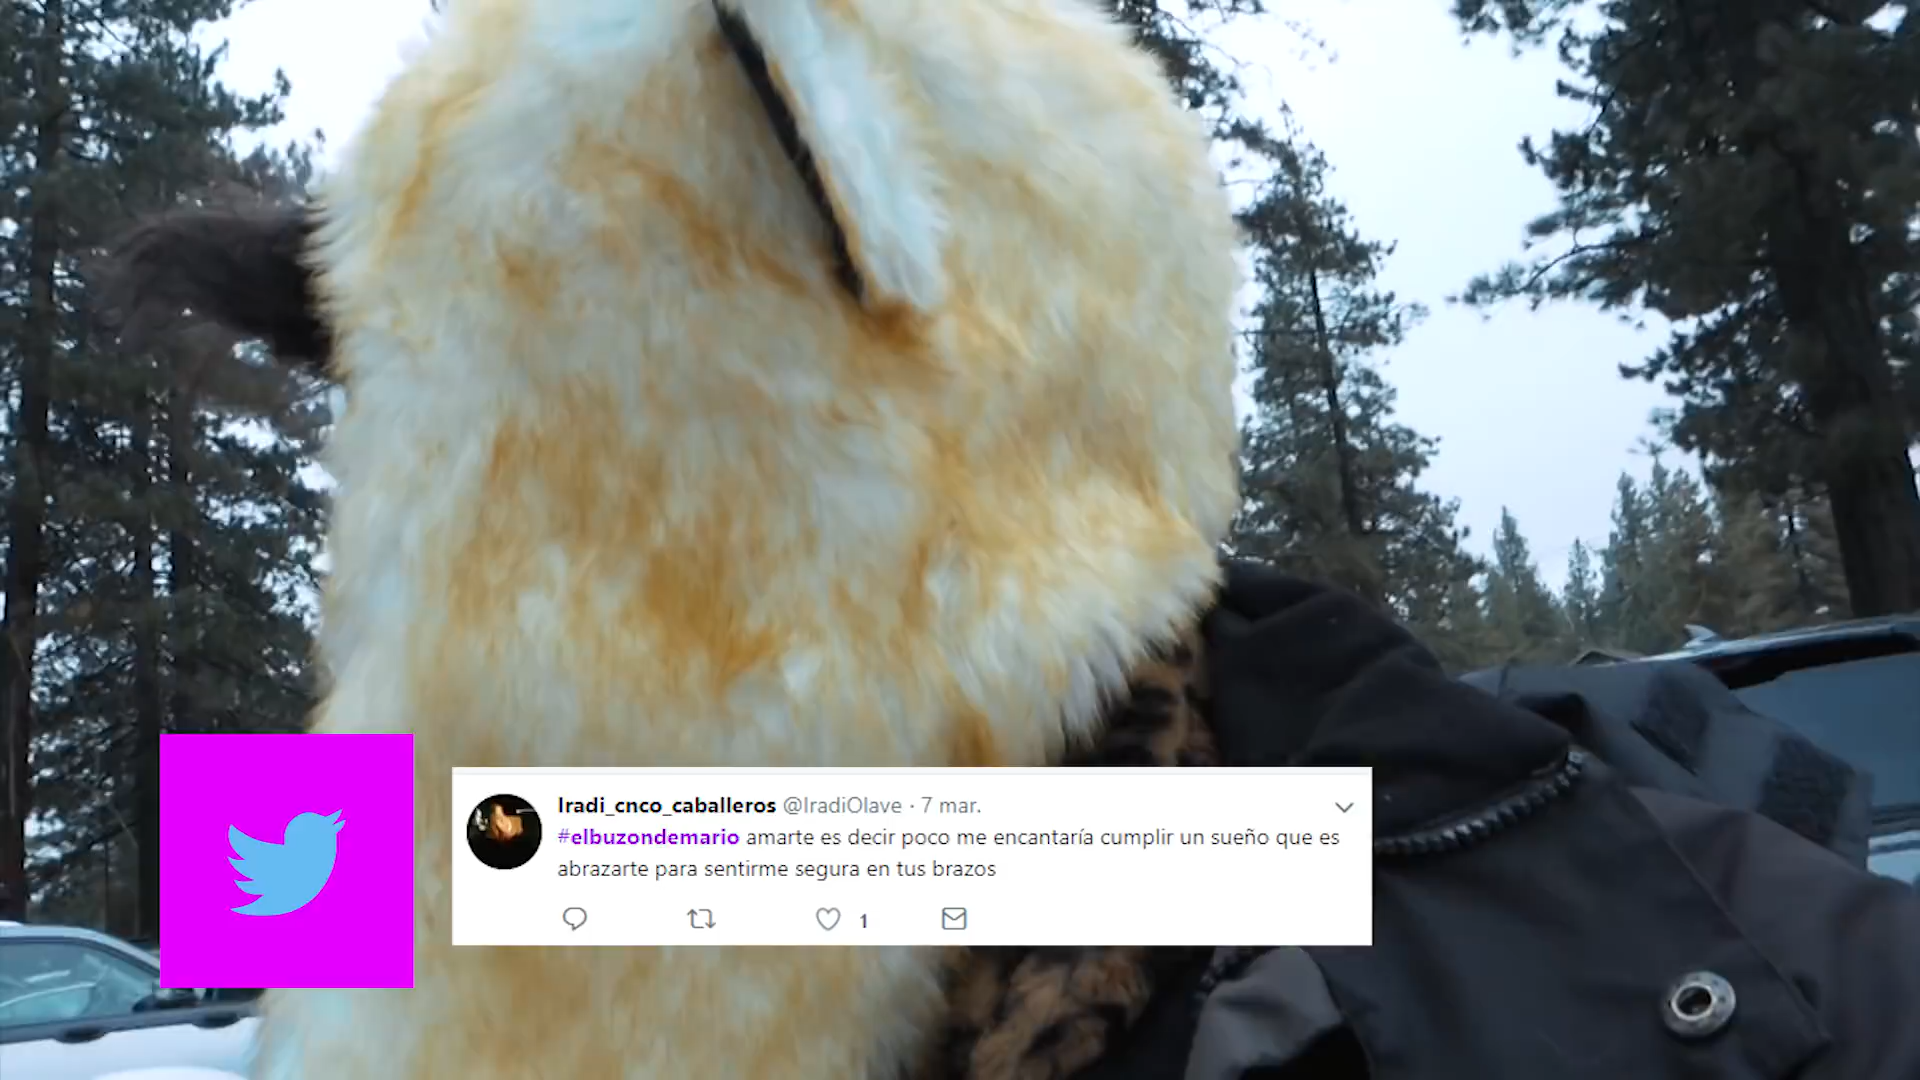 Iradi_cnco_caballeros @IradiOlave · 7 mar.
#elbuzondemario amarte es decir poco me encantaría cumplir un sueño que es
abrazarte para sentirme segura en tus brazos
1